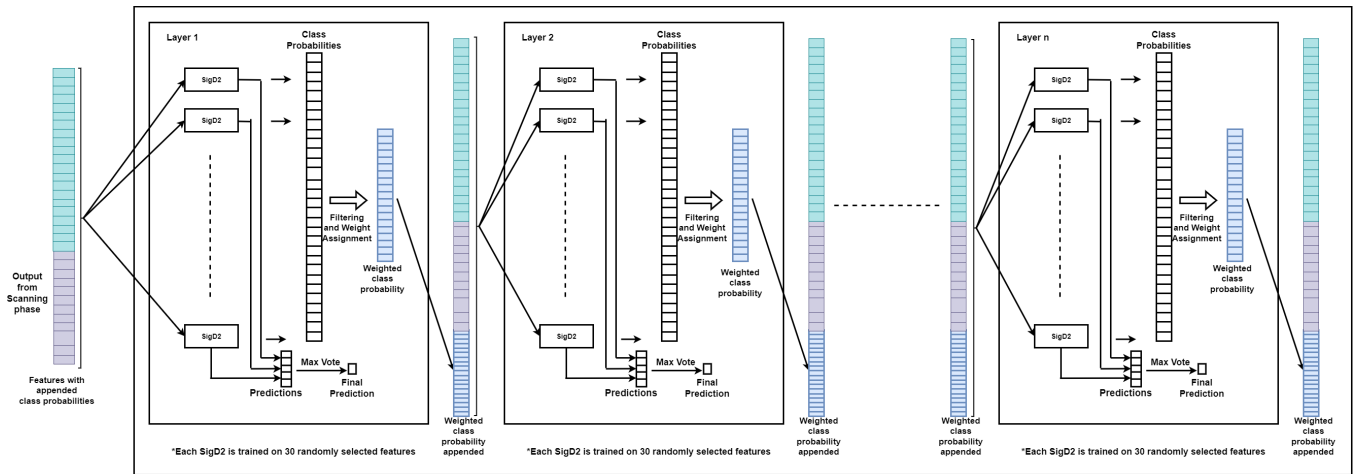 Output
from
Scanning
phase
Features with
appended
class probabilities
Layer 1
Class
Probabilities
SigD2
SigD2
SigD2
Filtering
and Weight
Assignment
Weighted
class
probability
Max Vote
Predictions
Final
Prediction
*Each SigD2 is trained on 30 randomly selected features
Weighted
class
probability
appended
Layer 2
Class
Probabilities
SigD2
SigD2
SigD2
Filtering
and Weight
Assignment
Weighted
class
probability
Max Vote
Predictions
Final
Prediction
*Each SigD2 is trained on 30 randomly selected features
Weighted
class
probability
appended
Weighted
class
probability
appended
Layer n
Class
Probabilities
SigD2
SigD2
SigD2
Filtering
and Weight
Assignment
Weighted
class
probability
Max Vote
Predictions
Final
Prediction
*Each SigD2 is trained on 30 randomly selected features
Weighted
class
probability
appended